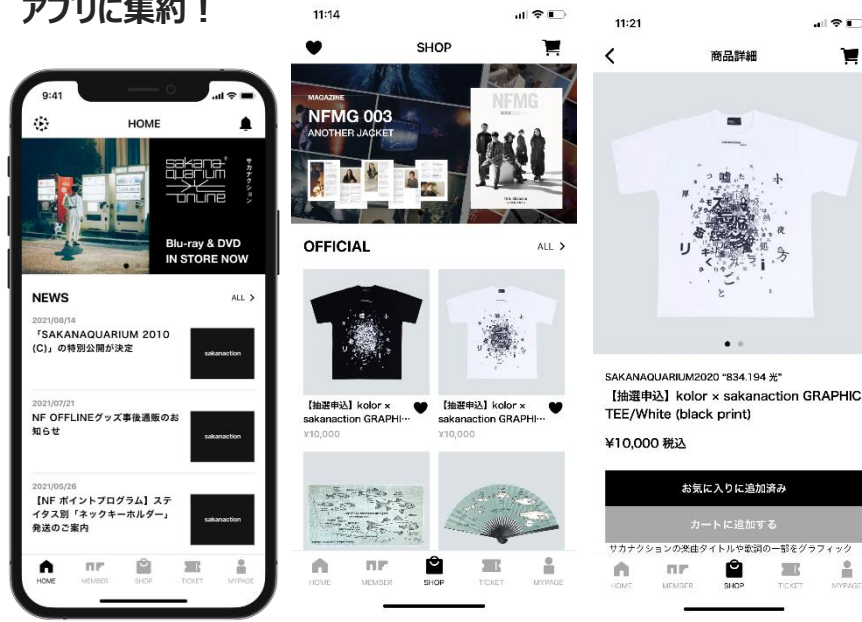 アプリに集約！
9:41
HOME
sakana-
quarium
光
ONLINE
サカナクション
Blu-ray & DVD
IN STORE NOW
NEWS
ALL >
2021/08/14
「SAKANAQUARIUM 2010
(C)」の特別公開が決定
sakanaction
2021/07/21
NF OFFLINEグッズ事後通販のお
知らせ
sakanaction
2021/05/26
【NF ポイントプログラム】ステ
イタス別「ネックキーホルダー」
発送のご案内
sakanaction
HOME
MEMBER
SHOP
TICKET
MYPAGE
11:14
SHOP
MAGAZINE
NFMG 003
ANOTHER JACKET
NFMG
OFFICIAL
ALL >
【抽選申込】kolor ×
sakanaction GRAPHI…
¥10,000
【抽選申込】kolor ×
sakanaction GRAPHI…
¥10,000
HOME
MEMBER
SHOP
TICKET
MYPAGE
11:21
商品詳細
SAKANAQUARIUM2020 “834.194 光”
【抽選申込】kolor × sakanaction GRAPHIC
TEE/White (black print)
¥10,000 税込
お気に入りに追加済み
カートに追加する
サカナクションの楽曲タイトルや歌詞の一部をグラフィック
HOME
MEMBER
SHOP
TICKET
MYPAGE